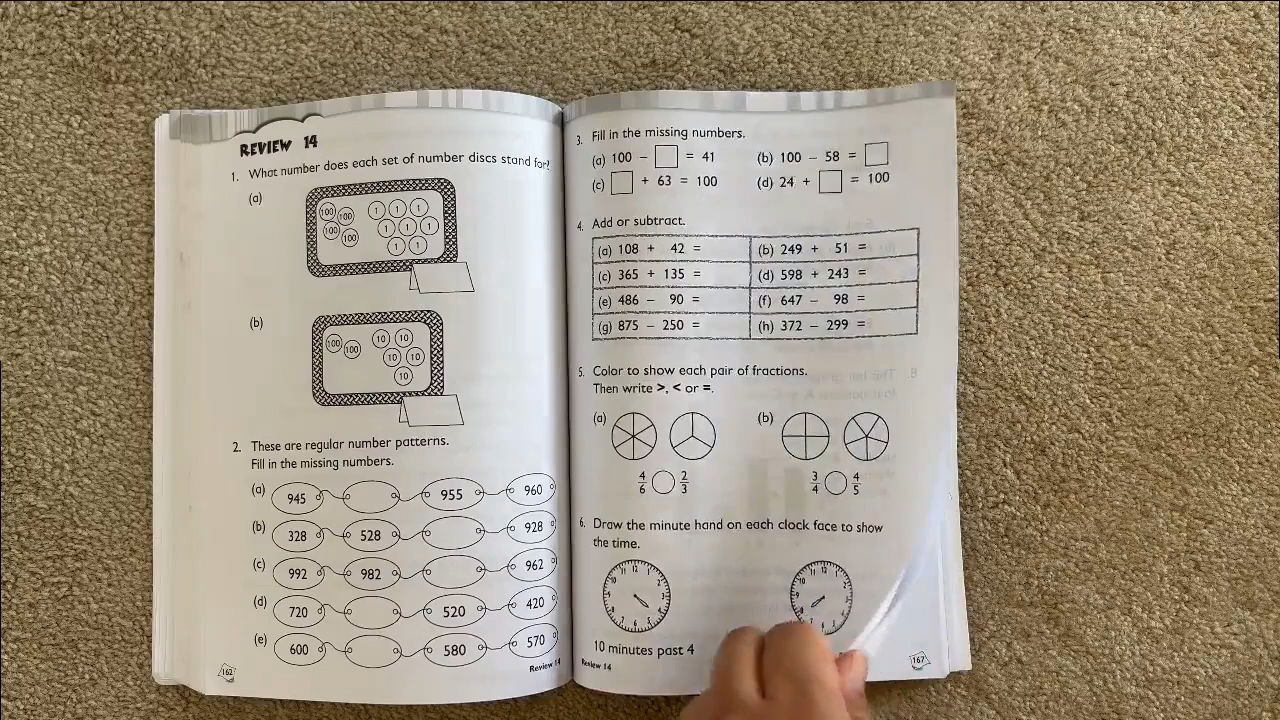 REVIEW 14
1. What number does each set of number discs stand for?
(a)
100 100 1 1 1
100 1 1 1
100 1 1
(b)
100 100 10 10
10 10
10
2. These are regular number patterns.
Fill in the missing numbers.
(a) 945 955 960
(b) 328 528 928
(c) 992 982 962
(d) 720 520 420
(e) 600 580 570
162
Review 14
3. Fill in the missing numbers.
(a) 100 − = 41 (b) 100 − 58 =
(c) + 63 = 100 (d) 24 + = 100
4. Add or subtract.
(a) 108 + 42 = (b) 249 + 51 =
(c) 365 + 135 = (d) 598 + 243 =
(e) 486 − 90 = (f) 647 − 98 =
(g) 875 − 250 = (h) 372 − 299 =
5. Color to show each pair of fractions.
Then write >, < or =.
(a) (b)
4/6 2/3 3/4 4/5
6. Draw the minute hand on each clock face to show
the time.
10 minutes past 4
Review 14
167